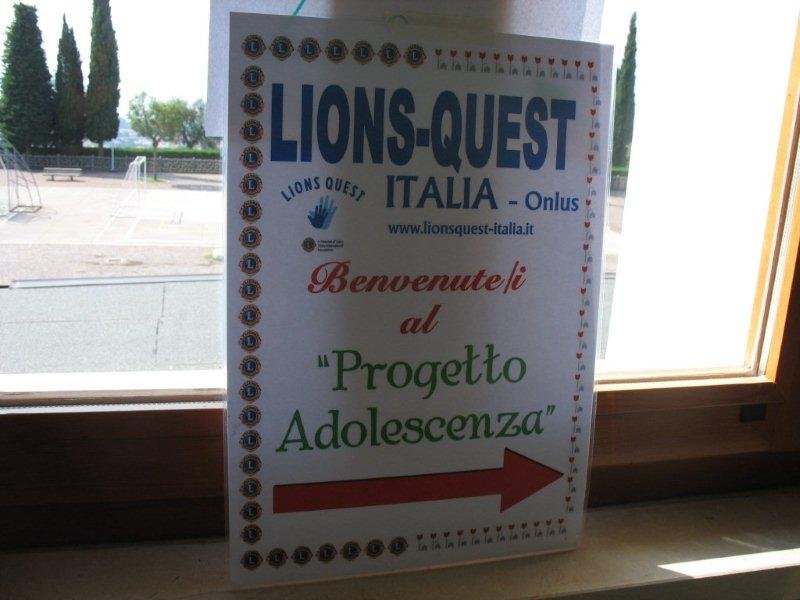 LIONS-QUEST
ITALIA - Onlus
LIONS QUEST
www.lionsquest-italia.it
Benvenute/i
al
"Progetto
Adolescenza"